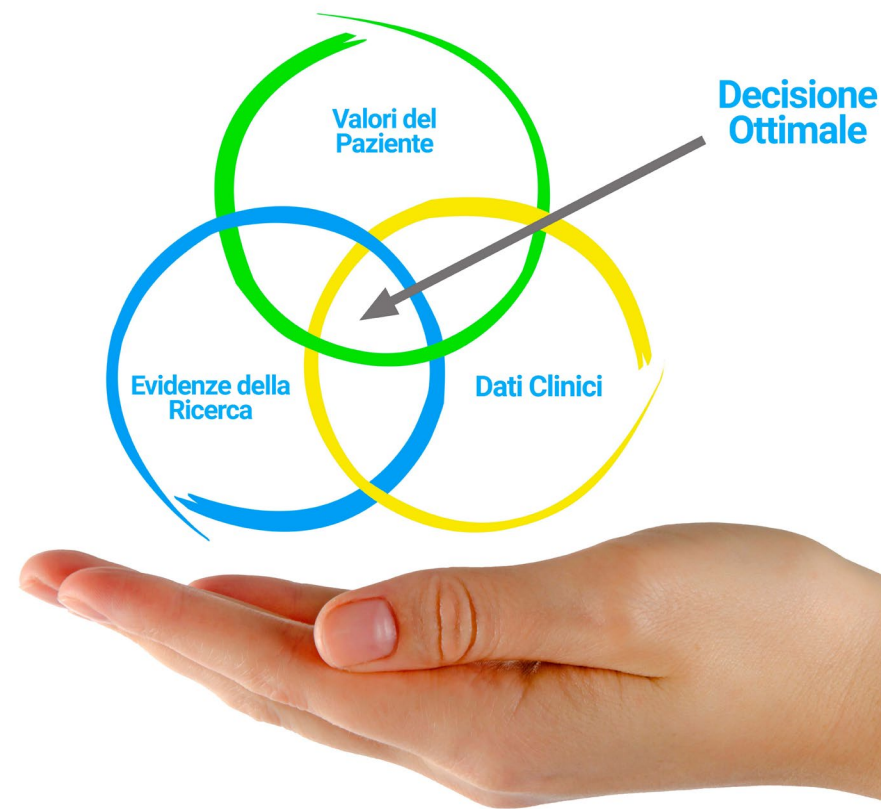 Valori del
Paziente
Decisione
Ottimale
Evidenze della
Ricerca
Dati Clinici